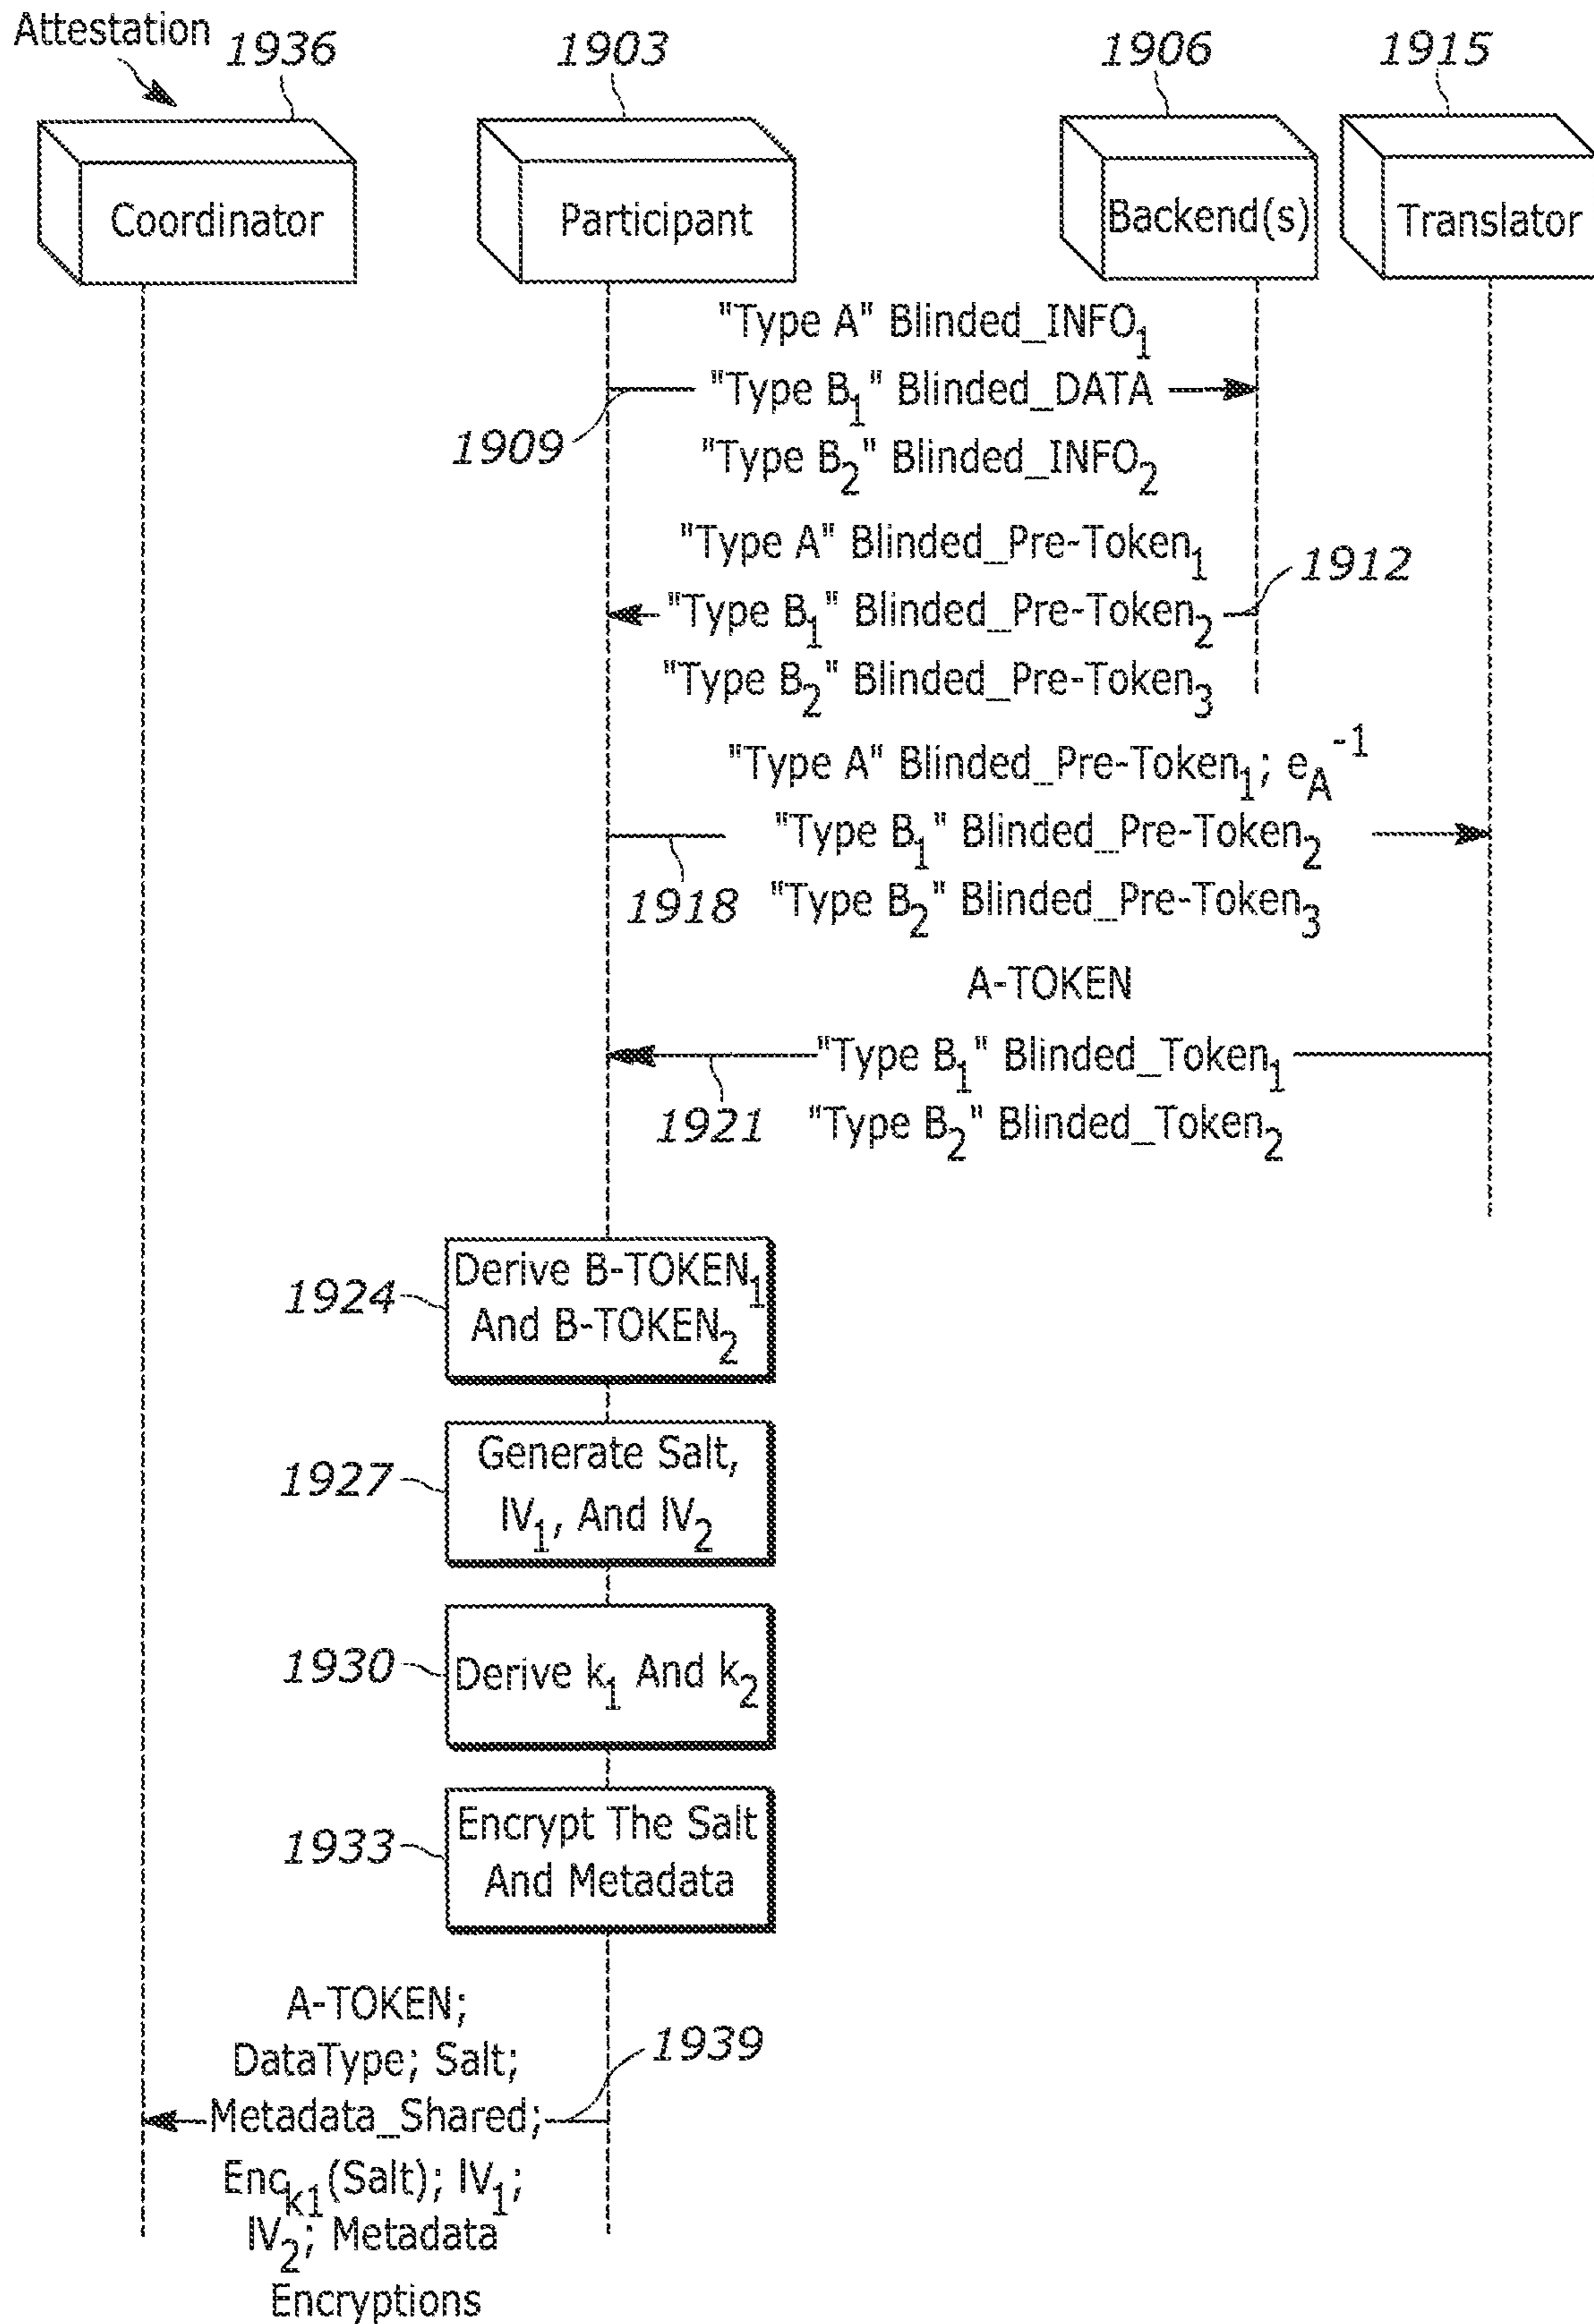 Attestation
1936
1903
1906
1915
Coordinator
Participant
Backend(s)
Translator
"Type A" Blinded_INFO₁
"Type B₁" Blinded_DATA
1909
"Type B₂" Blinded_INFO₂
"Type A" Blinded_Pre-Token₁
1912
"Type B₁" Blinded_Pre-Token₂
"Type B₂" Blinded_Pre-Token₃
"Type A" Blinded_Pre-Token₁; e_A⁻¹
"Type B₁" Blinded_Pre-Token₂
1918
"Type B₂" Blinded_Pre-Token₃
A-TOKEN
"Type B₁" Blinded_Token₁
1921
"Type B₂" Blinded_Token₂
1924
Derive B-TOKEN₁
And B-TOKEN₂
1927
Generate Salt,
IV₁, And IV₂
1930
Derive k₁ And k₂
1933
Encrypt The Salt
And Metadata
A-TOKEN;
DataType; Salt;
1939
Metadata_Shared;
Enc_k1(Salt); IV₁;
IV₂; Metadata
Encryptions